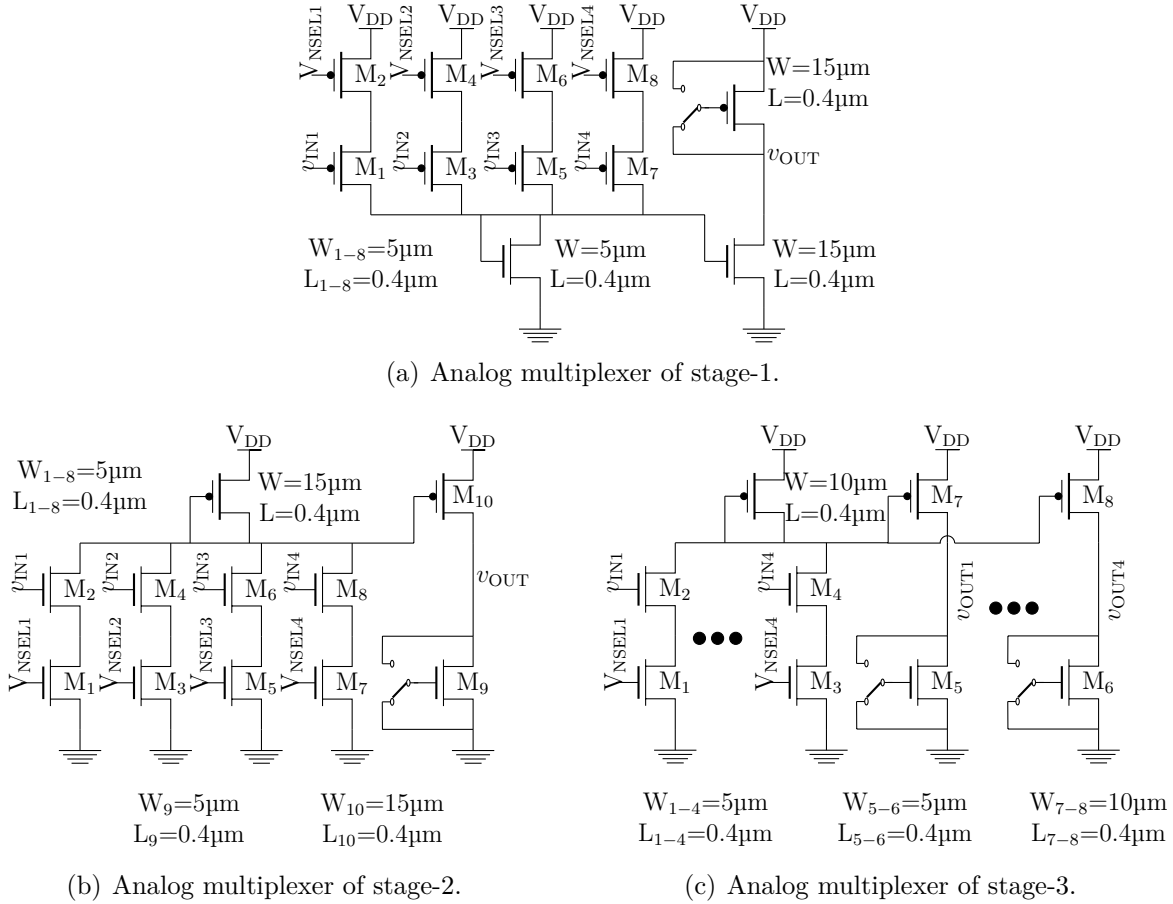 V_DD V_DD V_DD V_DD V_DD
V_NSEL1 V_NSEL2 V_NSEL3 V_NSEL4
M_2 M_4 M_6 M_8
W=15µm
L=0.4µm
v_IN1 v_IN2 v_IN3 v_IN4
M_1 M_3 M_5 M_7
v_OUT
W_1−8=5µm
L_1−8=0.4µm
W=5µm
L=0.4µm
W=15µm
L=0.4µm
(a) Analog multiplexer of stage-1.
V_DD V_DD
W_1−8=5µm
L_1−8=0.4µm
W=15µm
L=0.4µm
M_10
v_IN1 v_IN2 v_IN3 v_IN4
M_2 M_4 M_6 M_8
v_OUT
V_NSEL1 V_NSEL2 V_NSEL3 V_NSEL4
M_1 M_3 M_5 M_7 M_9
W_9=5µm
L_9=0.4µm
W_10=15µm
L_10=0.4µm
(b) Analog multiplexer of stage-2.
V_DD V_DD V_DD
W=10µm
L=0.4µm
M_7 M_8
v_IN1 v_IN4
M_2 M_4
v_OUT1 v_OUT4
V_NSEL1 V_NSEL4
M_1 M_3 M_5 M_6
W_1−4=5µm
L_1−4=0.4µm
W_5−6=5µm
L_5−6=0.4µm
W_7−8=10µm
L_7−8=0.4µm
(c) Analog multiplexer of stage-3.